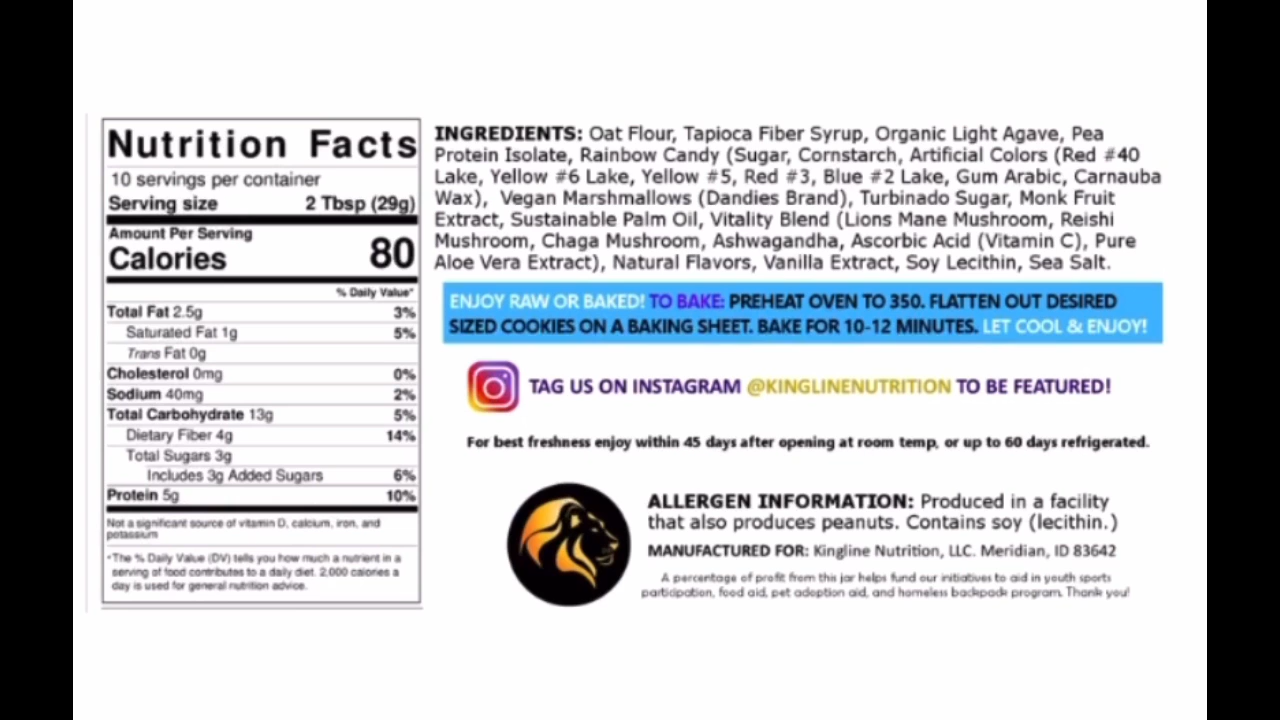 Nutrition Facts
10 servings per container
Serving size 2 Tbsp (29g)
Amount Per Serving
Calories 80
% Daily Value*
Total Fat 2.5g 3%
Saturated Fat 1g 5%
Trans Fat 0g
Cholesterol 0mg 0%
Sodium 40mg 2%
Total Carbohydrate 13g 5%
Dietary Fiber 4g 14%
Total Sugars 3g
Includes 3g Added Sugars 6%
Protein 5g 10%
Not a significant source of vitamin D, calcium, iron, and
potassium
*The % Daily Value (DV) tells you how much a nutrient in a
serving of food contributes to a daily diet. 2,000 calories a
day is used for general nutrition advice.
INGREDIENTS: Oat Flour, Tapioca Fiber Syrup, Organic Light Agave, Pea
Protein Isolate, Rainbow Candy (Sugar, Cornstarch, Artificial Colors (Red #40
Lake, Yellow #6 Lake, Yellow #5, Red #3, Blue #2 Lake, Gum Arabic, Carnauba
Wax), Vegan Marshmallows (Dandies Brand), Turbinado Sugar, Monk Fruit
Extract, Sustainable Palm Oil, Vitality Blend (Lions Mane Mushroom, Reishi
Mushroom, Chaga Mushroom, Ashwagandha, Ascorbic Acid (Vitamin C), Pure
Aloe Vera Extract), Natural Flavors, Vanilla Extract, Soy Lecithin, Sea Salt.
ENJOY RAW OR BAKED! TO BAKE: PREHEAT OVEN TO 350. FLATTEN OUT DESIRED
SIZED COOKIES ON A BAKING SHEET. BAKE FOR 10-12 MINUTES. LET COOL & ENJOY!
TAG US ON INSTAGRAM @KINGLINENUTRITION TO BE FEATURED!
For best freshness enjoy within 45 days after opening at room temp, or up to 60 days refrigerated.
ALLERGEN INFORMATION: Produced in a facility
that also produces peanuts. Contains soy (lecithin.)
MANUFACTURED FOR: Kingline Nutrition, LLC. Meridian, ID 83642
A percentage of profit from this jar helps fund our initiatives to aid in youth sports
participation, food aid, pet adoption aid, and homeless backpack program. Thank you!